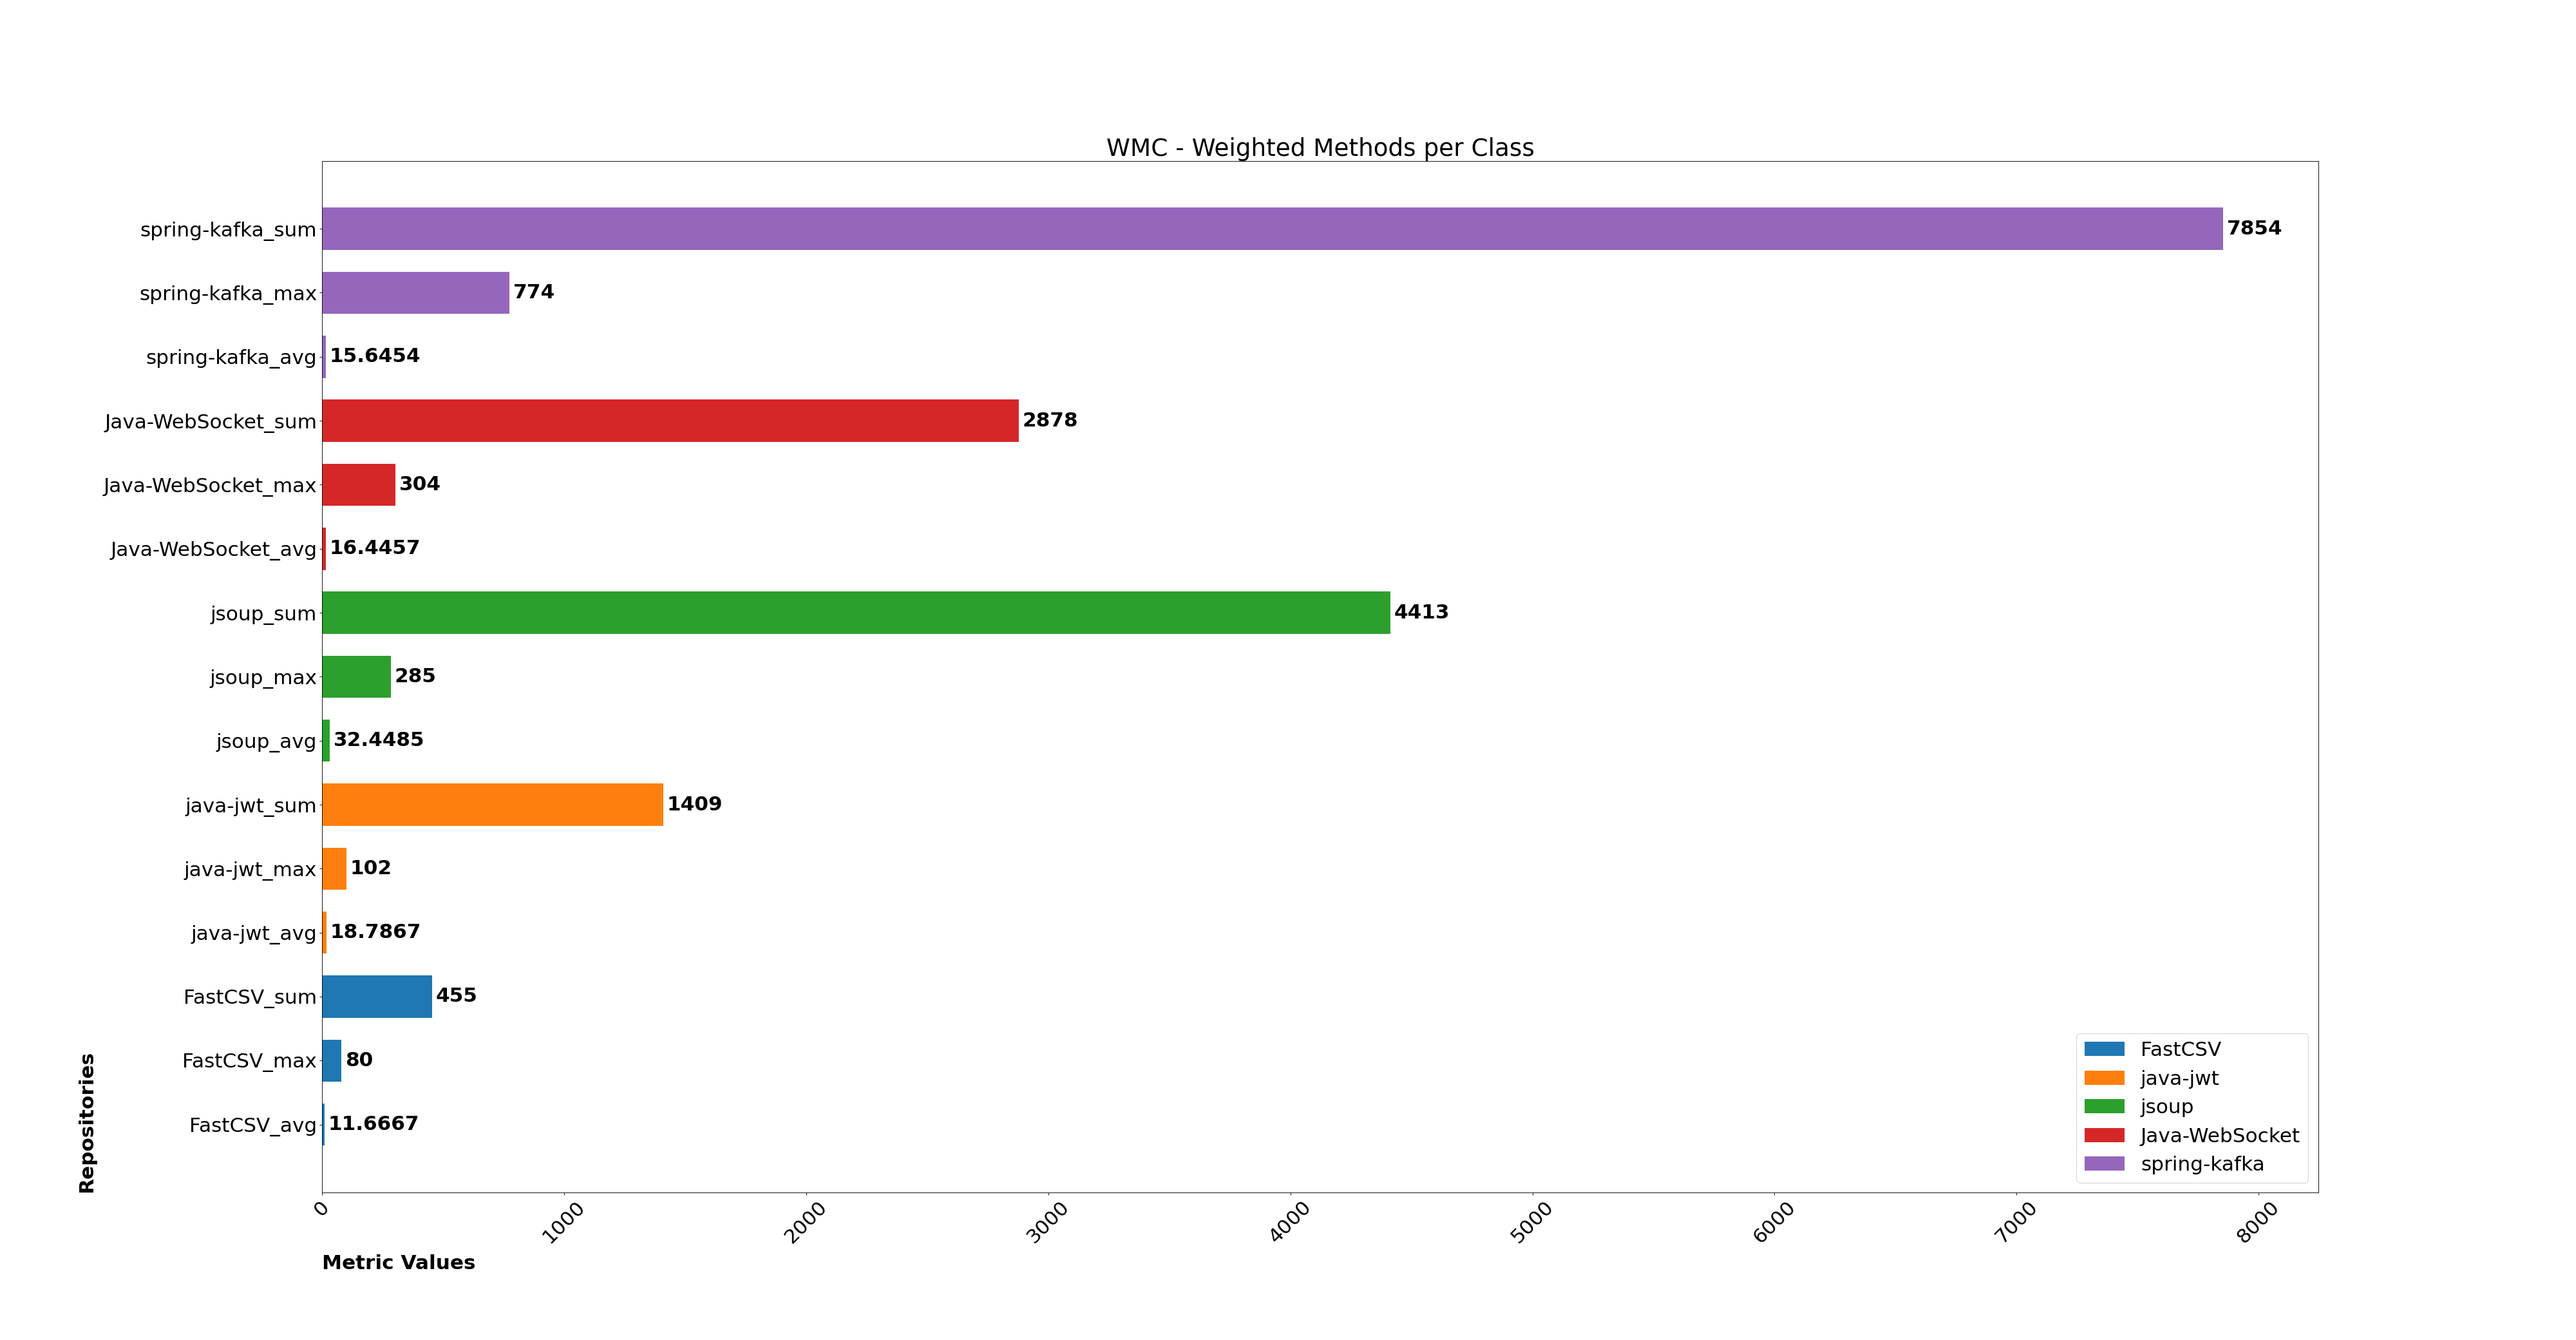 WMC - Weighted Methods per Class
spring-kafka_sum 7854
spring-kafka_max 774
spring-kafka_avg 15.6454
Java-WebSocket_sum 2878
Java-WebSocket_max 304
Java-WebSocket_avg 16.4457
jsoup_sum 4413
jsoup_max 285
jsoup_avg 32.4485
java-jwt_sum 1409
java-jwt_max 102
java-jwt_avg 18.7867
FastCSV_sum 455
FastCSV_max 80
FastCSV_avg 11.6667
Repositories
FastCSV
java-jwt
jsoup
Java-WebSocket
spring-kafka
0 1000 2000 3000 4000 5000 6000 7000 8000
Metric Values